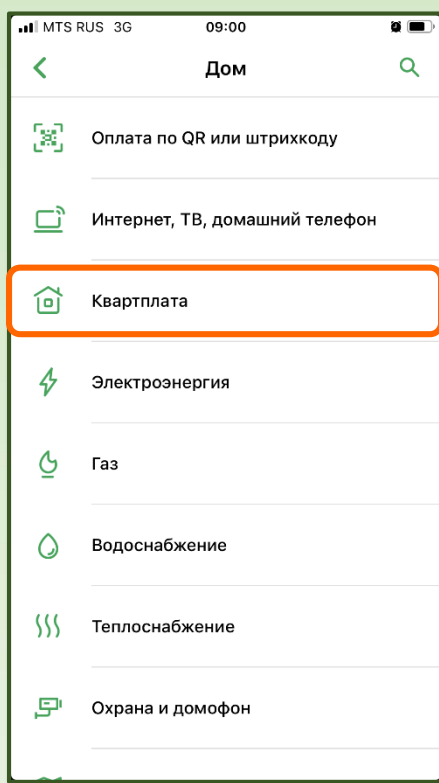 MTS RUS 3G 09:00
Дом
Оплата по QR или штрихкоду
Интернет, ТВ, домашний телефон
Квартплата
Электроэнергия
Газ
Водоснабжение
Теплоснабжение
Охрана и домофон